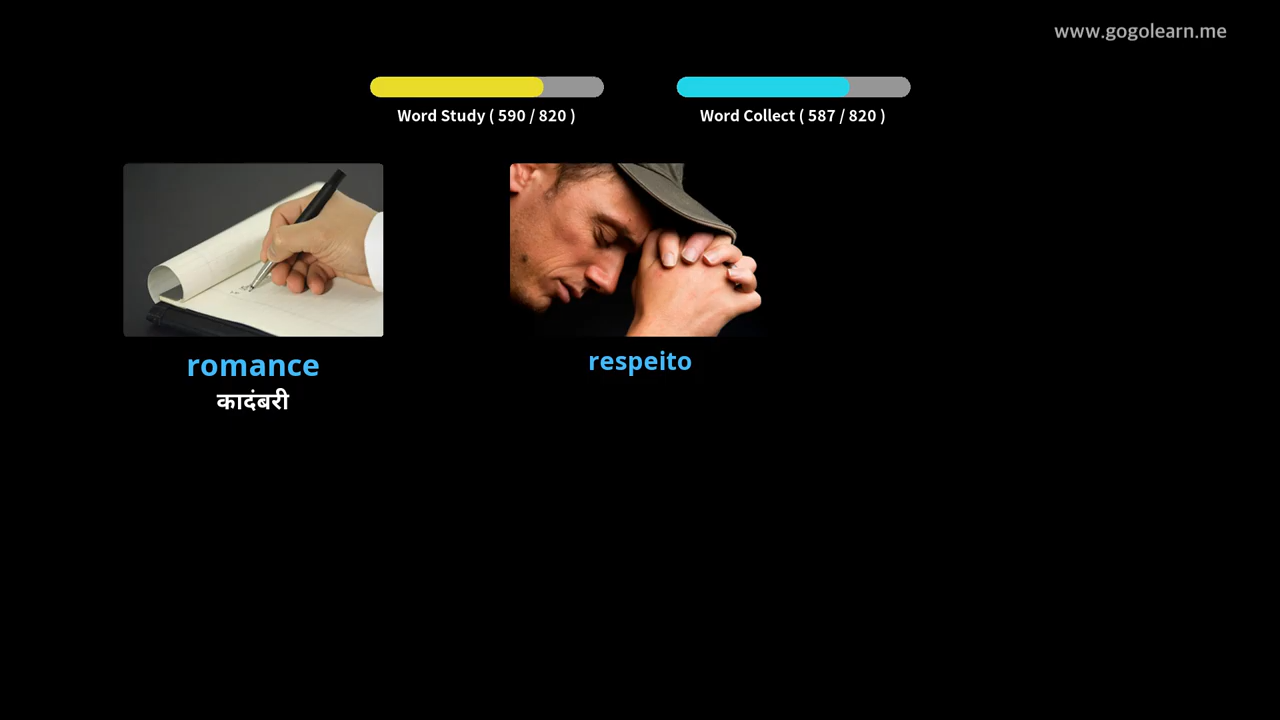 www.gogolearn.me
Word Study ( 590 / 820 )
Word Collect ( 587 / 820 )
romance
कादंबरी
respeito